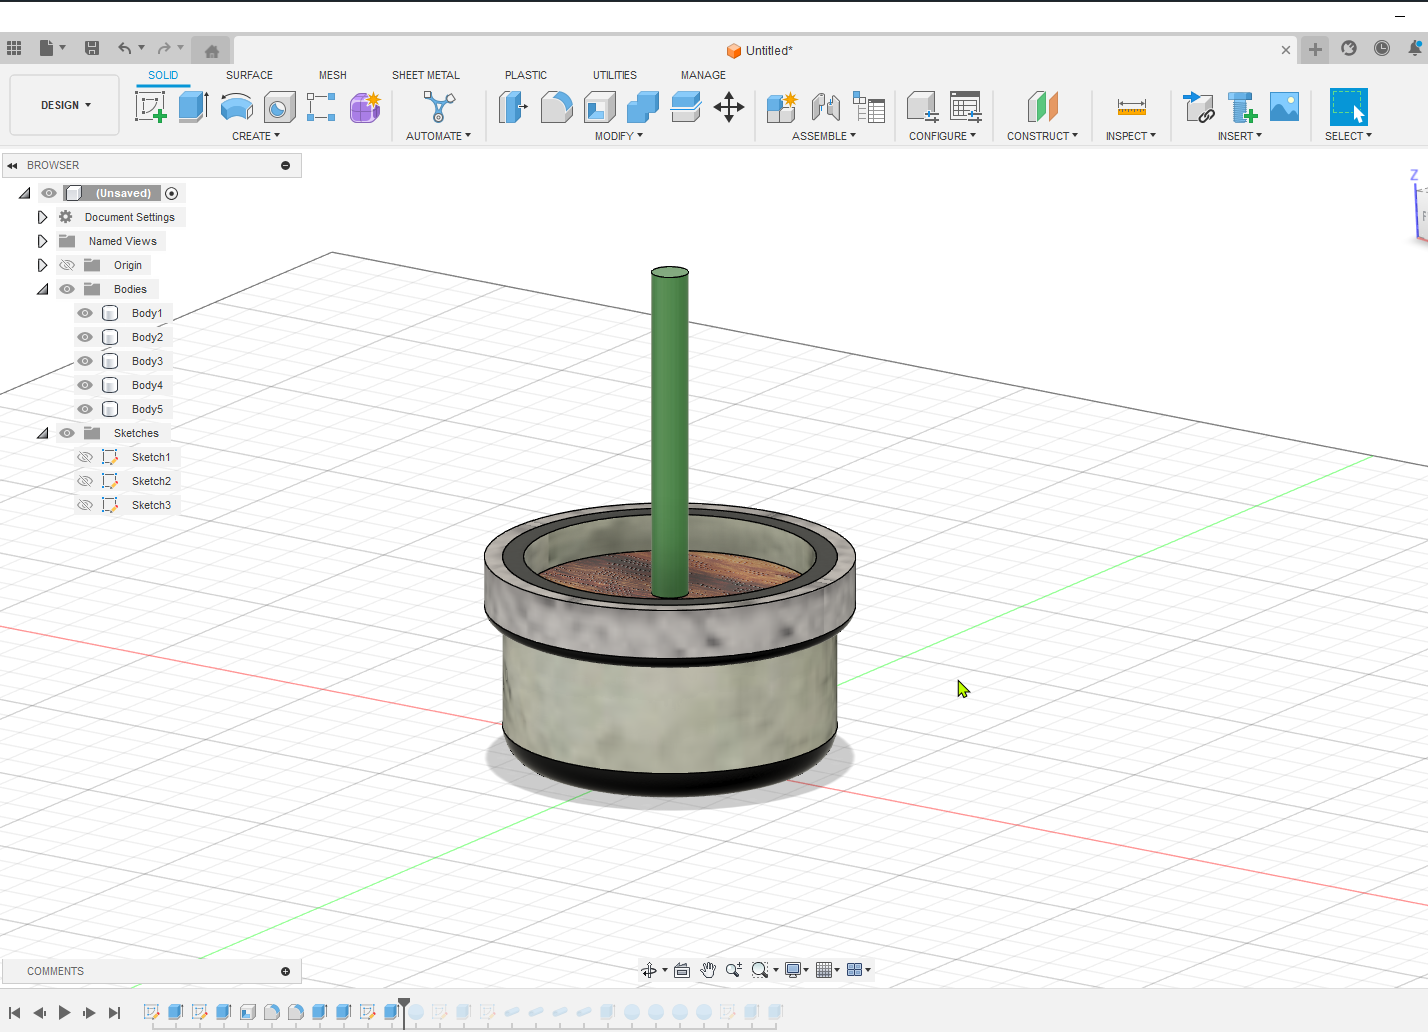 Untitled*
SOLID SURFACE MESH SHEET METAL PLASTIC UTILITIES MANAGE
DESIGN
CREATE AUTOMATE MODIFY ASSEMBLE CONFIGURE CONSTRUCT INSPECT INSERT SELECT
BROWSER
(Unsaved)
Document Settings
Named Views
Origin
Bodies
Body1
Body2
Body3
Body4
Body5
Sketches
Sketch1
Sketch2
Sketch3
Z
COMMENTS